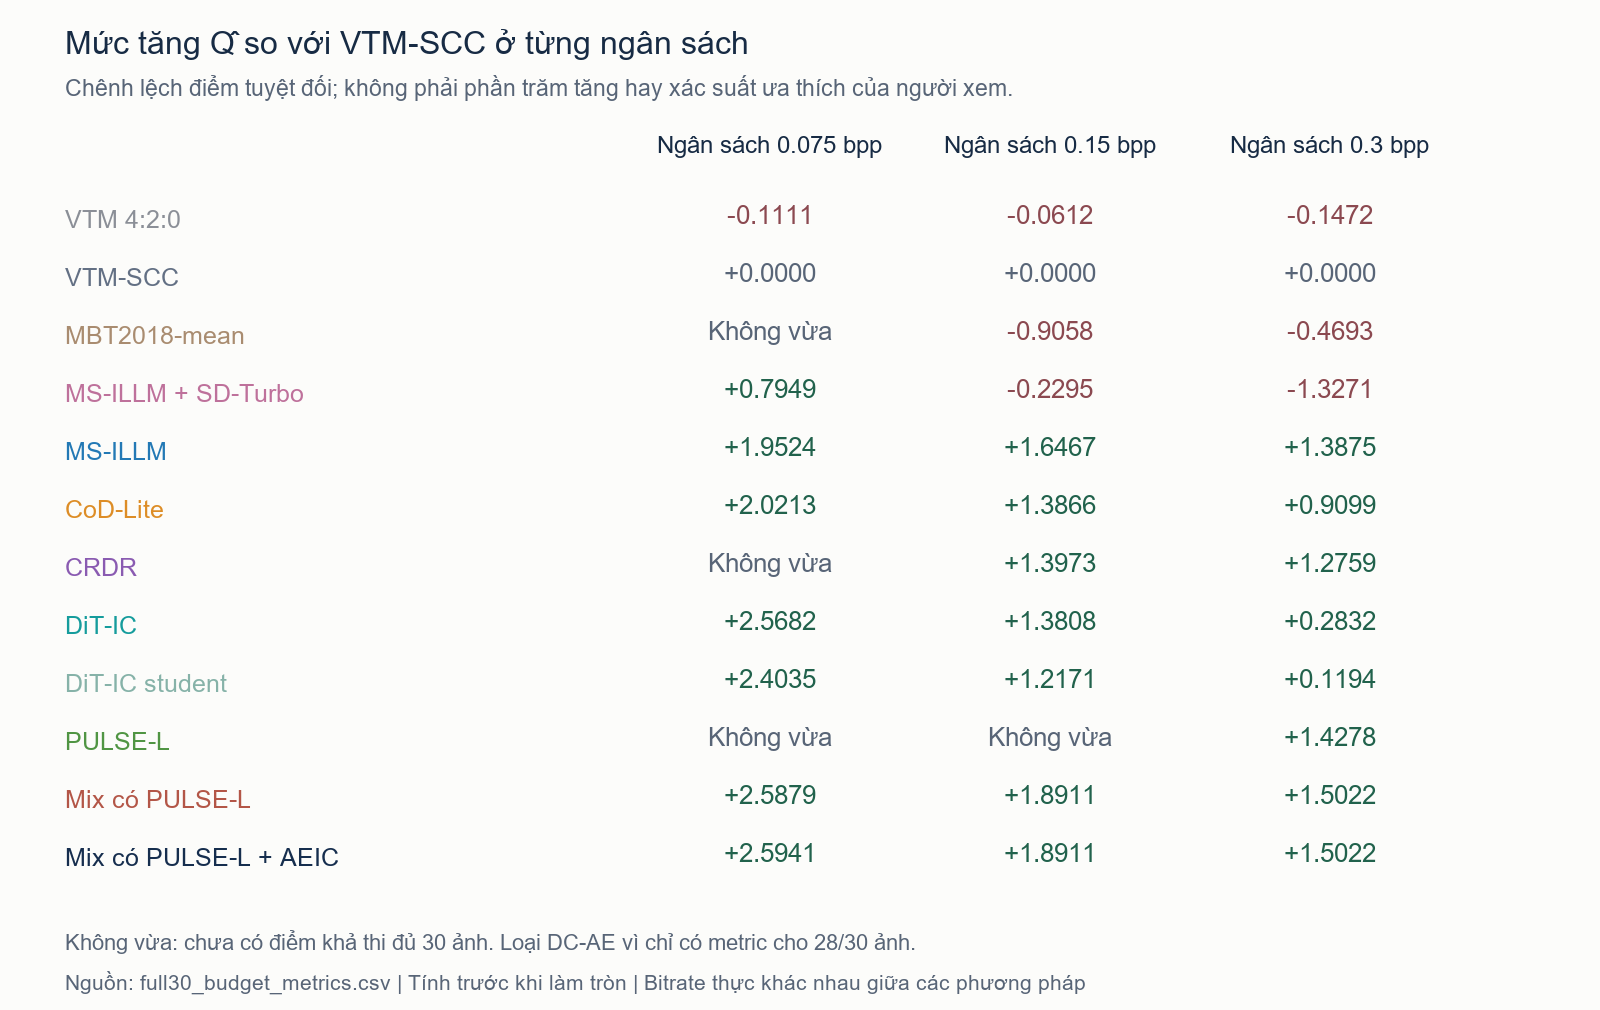 Mức tăng Q̂ so với VTM-SCC ở từng ngân sách
Chênh lệch điểm tuyệt đối; không phải phần trăm tăng hay xác suất ưa thích của người xem.
Ngân sách 0.075 bpp Ngân sách 0.15 bpp Ngân sách 0.3 bpp
VTM 4:2:0 -0.1111 -0.0612 -0.1472
VTM-SCC +0.0000 +0.0000 +0.0000
MBT2018-mean Không vừa -0.9058 -0.4693
MS-ILLM + SD-Turbo +0.7949 -0.2295 -1.3271
MS-ILLM +1.9524 +1.6467 +1.3875
CoD-Lite +2.0213 +1.3866 +0.9099
CRDR Không vừa +1.3973 +1.2759
DiT-IC +2.5682 +1.3808 +0.2832
DiT-IC student +2.4035 +1.2171 +0.1194
PULSE-L Không vừa Không vừa +1.4278
Mix có PULSE-L +2.5879 +1.8911 +1.5022
Mix có PULSE-L + AEIC +2.5941 +1.8911 +1.5022
Không vừa: chưa có điểm khả thi đủ 30 ảnh. Loại DC-AE vì chỉ có metric cho 28/30 ảnh.
Nguồn: full30_budget_metrics.csv | Tính trước khi làm tròn | Bitrate thực khác nhau giữa các phương pháp